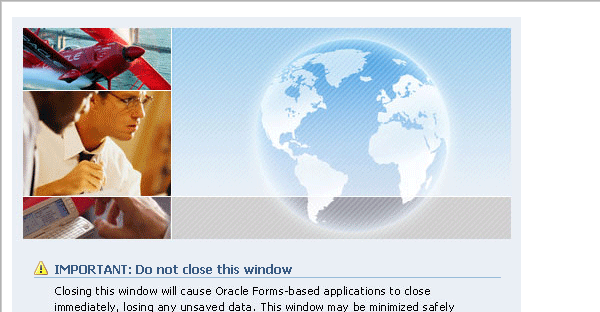 IMPORTANT: Do not close this window
Closing this window will cause Oracle Forms-based applications to close
immediately, losing any unsaved data. This window may be minimized safely